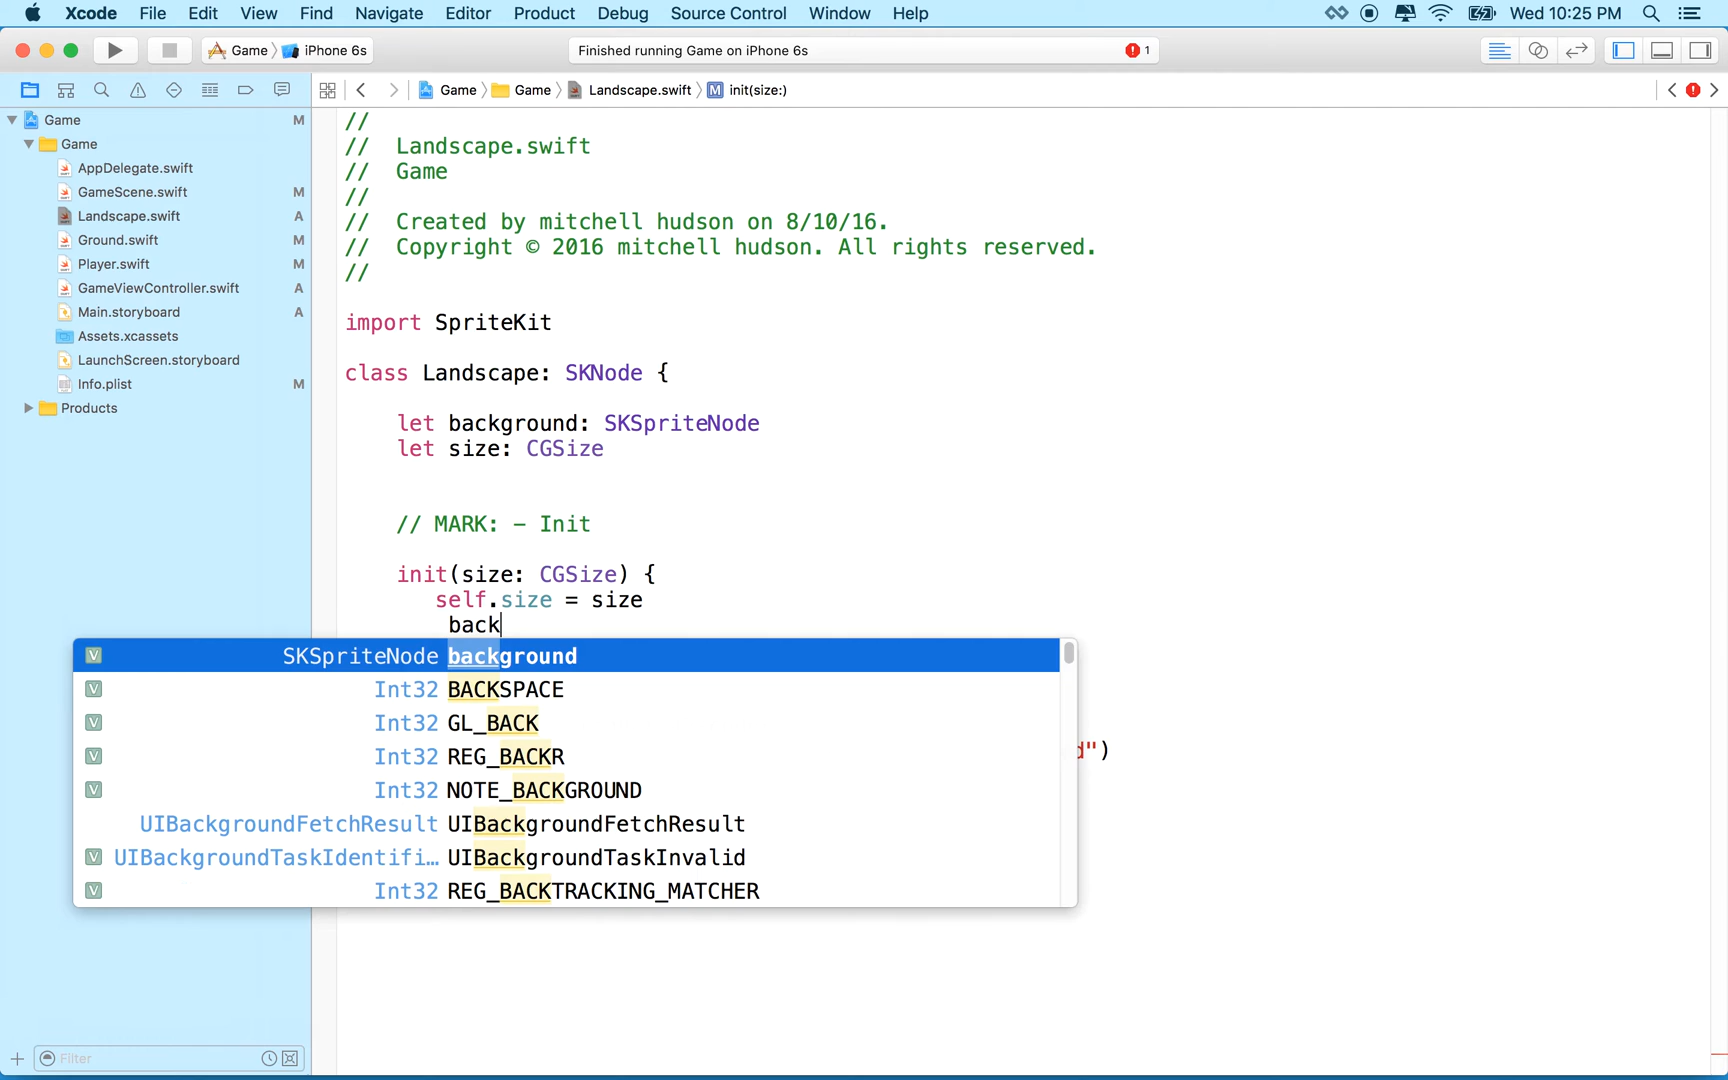 Xcode File Edit View Find Navigate Editor Product Debug Source Control Window Help Wed 10:25 PM
Game iPhone 6s Finished running Game on iPhone 6s 1
Game Game Landscape.swift M init(size:)
Game M
Game
AppDelegate.swift
GameScene.swift M
Landscape.swift A
Ground.swift M
Player.swift M
GameViewController.swift A
Main.storyboard A
Assets.xcassets
LaunchScreen.storyboard
Info.plist M
Products
Filter
//
// Landscape.swift
// Game
//
// Created by mitchell hudson on 8/10/16.
// Copyright © 2016 mitchell hudson. All rights reserved.
//
import SpriteKit
class Landscape: SKNode {
let background: SKSpriteNode
let size: CGSize
// MARK: - Init
init(size: CGSize) {
self.size = size
back
V SKSpriteNode background
V Int32 BACKSPACE
V Int32 GL_BACK
V Int32 REG_BACKR
d")
V Int32 NOTE_BACKGROUND
UIBackgroundFetchResult UIBackgroundFetchResult
V UIBackgroundTaskIdentifi... UIBackgroundTaskInvalid
V Int32 REG_BACKTRACKING_MATCHER